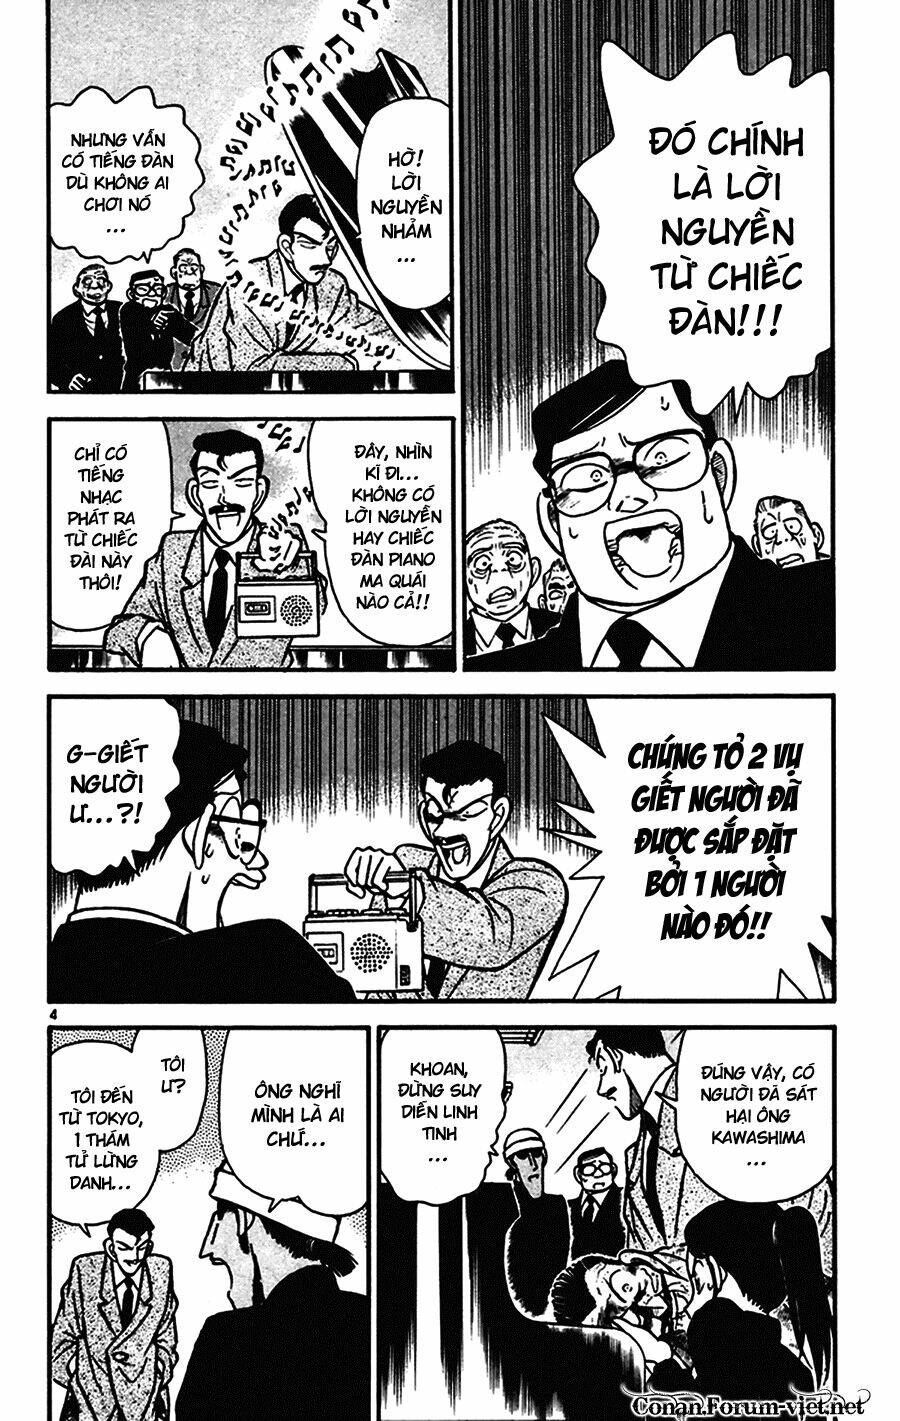 ĐÓ CHÍNH
LÀ LỜI
NGUYỀN
TỪ CHIẾC
ĐÀN!!!
HỜ!
LỜI
NGUYỀN
NHẢM
...
NHƯNG VẪN
CÓ TIẾNG ĐÀN
DÙ KHÔNG AI
CHƠI NÓ
...
ĐÂY, NHÌN
KĨ ĐI...
KHÔNG CÓ
LỜI NGUYỀN
HAY CHIẾC
ĐÀN PIANO
MA QUÁI
NÀO CẢ!!
CHỈ CÓ
TIẾNG
NHẠC
PHÁT RA
TỪ CHIẾC
ĐÀI NÀY
THÔI!
CHỨNG TỎ 2 VỤ
GIẾT NGƯỜI ĐÃ
ĐƯỢC SẮP ĐẶT
BỞI 1 NGƯỜI
NÀO ĐÓ!!
G-GIẾT
NGƯỜI
Ư...?!
4
ĐÚNG VẬY, CÓ
NGƯỜI ĐÃ SÁT
HẠI ÔNG
KAWASHIMA
...
KHOAN,
ĐỪNG SUY
DIỄN LINH
TINH
...
ÔNG NGHĨ
MÌNH LÀ AI
CHỨ...
TÔI
Ư?
TÔI ĐẾN
TỪ TOKYO,
1 THÁM
TỬ LỪNG
DANH...
Conan.Forum-viet.net